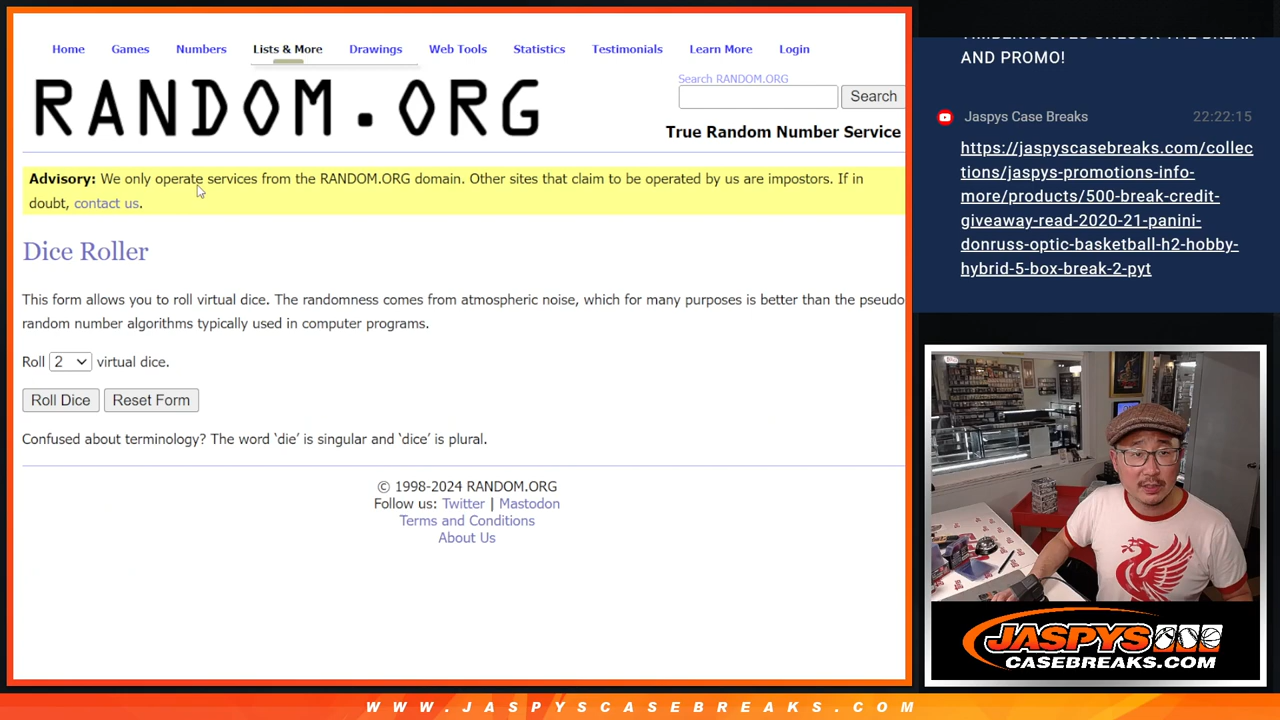 Home Games Numbers Lists & More Drawings Web Tools Statistics Testimonials Learn More Login
RANDOM.ORG
Search RANDOM.ORG
Search
True Random Number Service
Advisory: We only operate services from the RANDOM.ORG domain. Other sites that claim to be operated by us are impostors. If in
doubt, contact us.
Dice Roller
This form allows you to roll virtual dice. The randomness comes from atmospheric noise, which for many purposes is better than the pseudo
random number algorithms typically used in computer programs.
Roll 2 virtual dice.
Roll Dice Reset Form
Confused about terminology? The word ‘die’ is singular and ‘dice’ is plural.
© 1998-2024 RANDOM.ORG
Follow us: Twitter | Mastodon
Terms and Conditions
About Us
TIMBERWOLVES UNLOCK THE BREAK
AND PROMO!
Jaspys Case Breaks 22:22:15
https://jaspyscasebreaks.com/collec
tions/jaspys-promotions-info-
more/products/500-break-credit-
giveaway-read-2020-21-panini-
donruss-optic-basketball-h2-hobby-
hybrid-5-box-break-2-pyt
JASPYS
CASEBREAKS.COM
WWW.JASPYSCASEBREAKS.COM